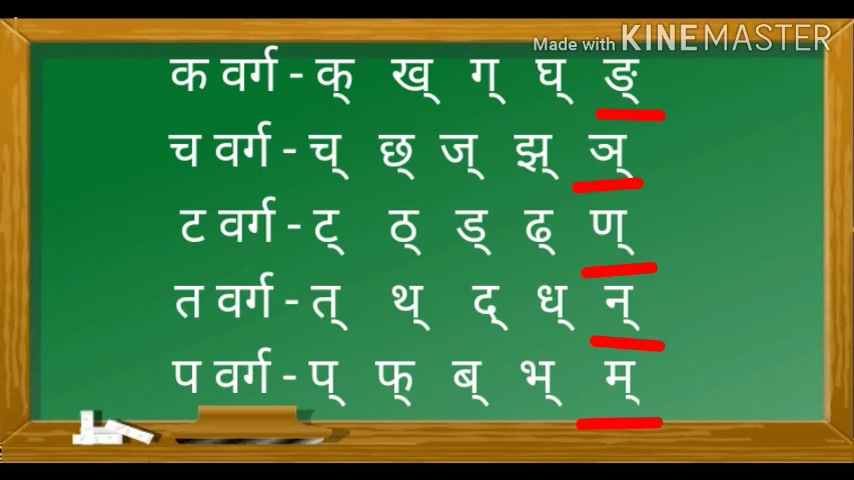 Made with KINEMASTER
क वर्ग - क् ख् ग् घ् ङ्
च वर्ग - च् छ् ज् झ् ञ्
ट वर्ग - ट् ठ् ड् ढ् ण्
त वर्ग - त् थ् द् ध् न्
प वर्ग - प् फ् ब् भ् म्